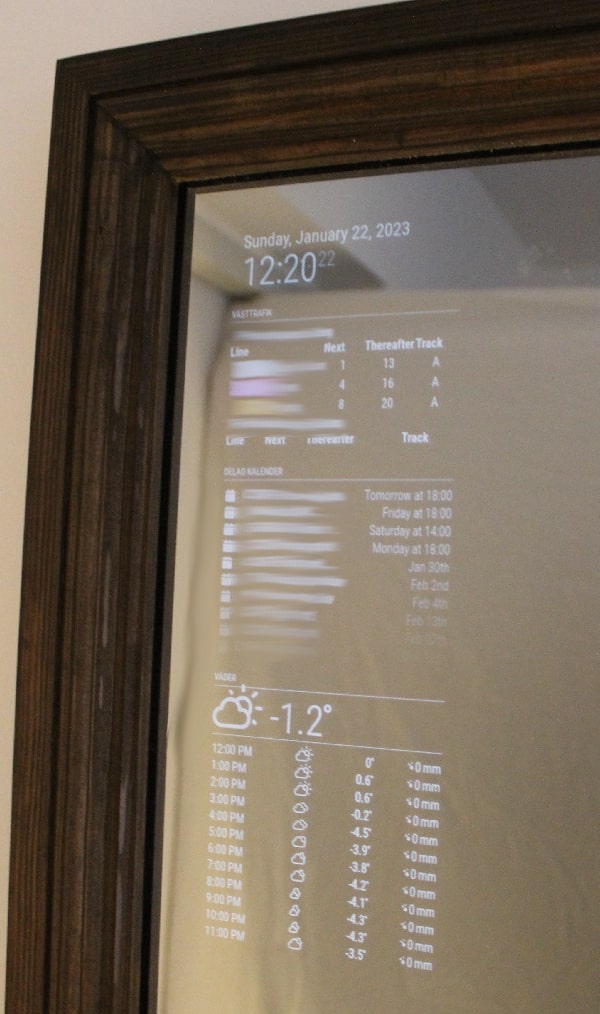 Sunday, January 22, 2023
12:20 22
VÄSTTRAFIK
Line Next Thereafter Track
1 13 A
4 16 A
8 20 A
Line Next Thereafter Track
DELAD KALENDER
Tomorrow at 18:00
Friday at 18:00
Saturday at 14:00
Monday at 18:00
Jan 30th
Feb 2nd
Feb 4th
Feb 13th
VÄDER
-1.2°
12:00 PM 0° 0 mm
1:00 PM 0.6° 0 mm
2:00 PM 0.6° 0 mm
3:00 PM -0.2° 0 mm
4:00 PM -4.5° 0 mm
5:00 PM -3.9° 0 mm
6:00 PM -3.8° 0 mm
7:00 PM -4.2° 0 mm
8:00 PM -4.1° 0 mm
9:00 PM -4.3° 0 mm
10:00 PM -4.3° 0 mm
11:00 PM -3.5° 0 mm